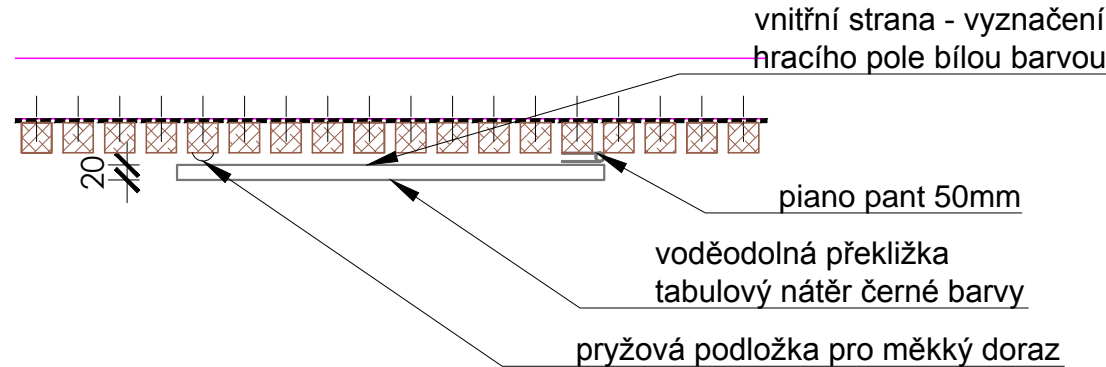 vnitřní strana - vyznačení
hracího pole bílou barvou
20
piano pant 50mm
voděodolná překližka
tabulový nátěr černé barvy
pryžová podložka pro měkký doraz